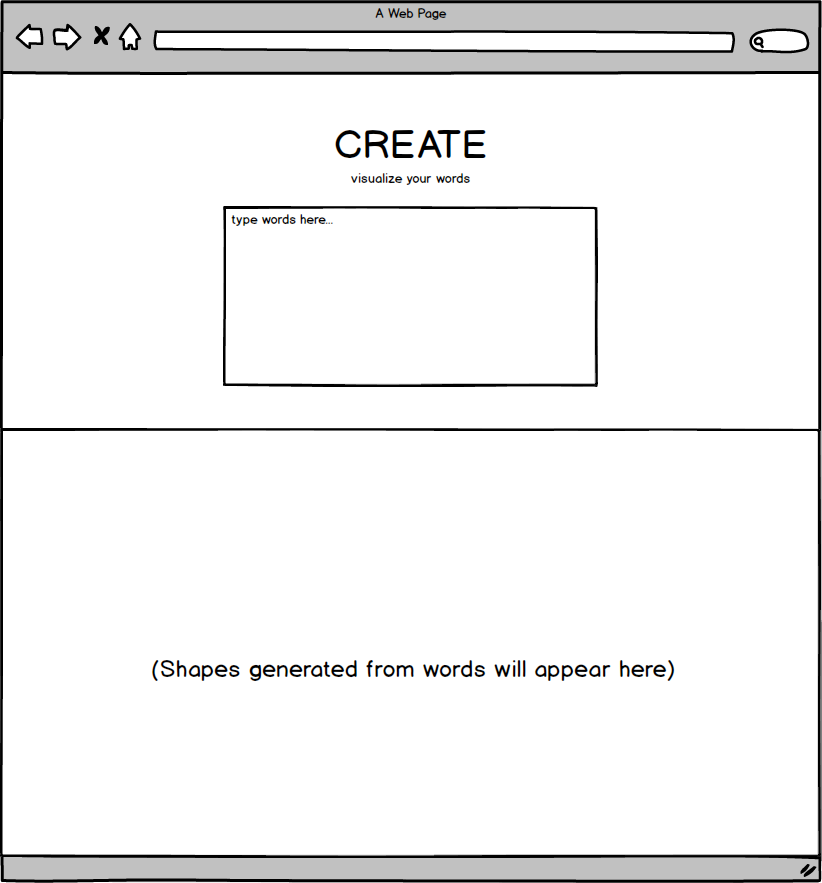 A Web Page
CREATE
visualize your words
type words here...
(Shapes generated from words will appear here)